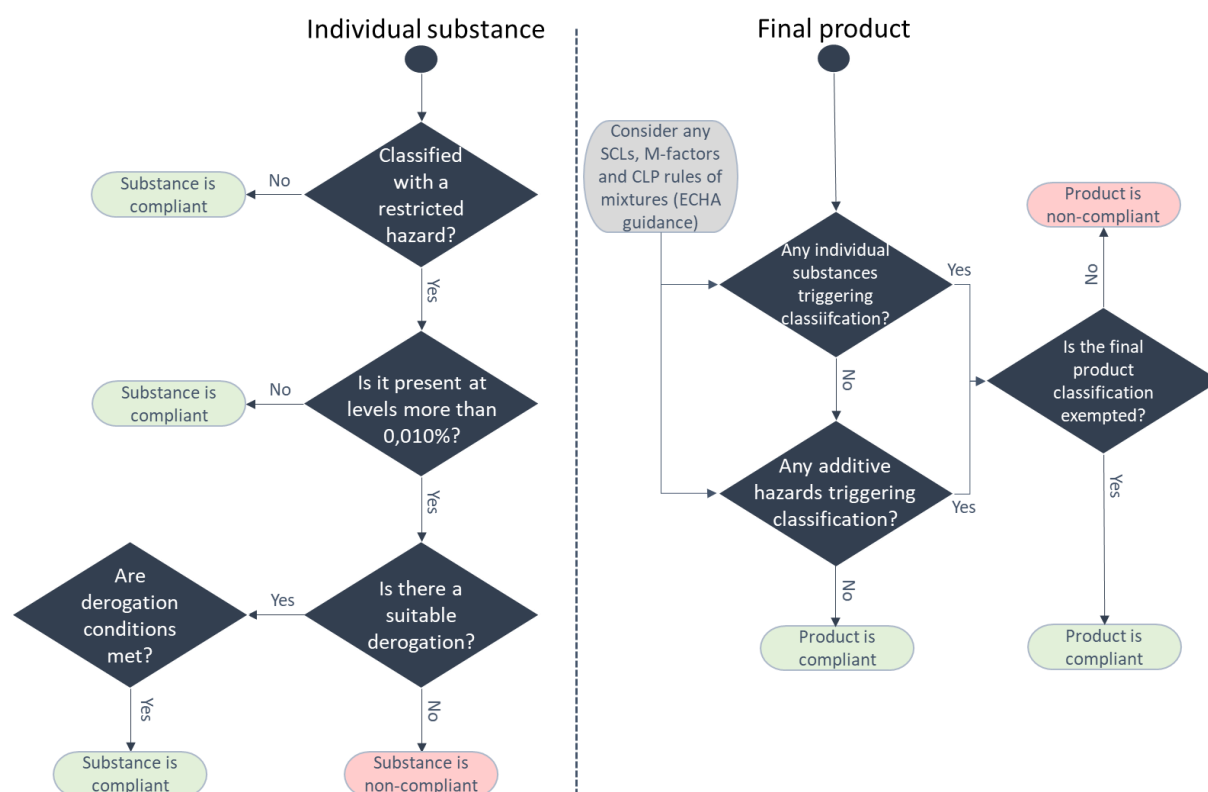 Individual substance
Classified
with a
restricted
hazard?
No
Substance is
compliant
Yes
Is it present at
levels more than
0,010%?
No
Substance is
compliant
Yes
Is there a
suitable
derogation?
Yes
Are
derogation
conditions
met?
Yes
Substance is
compliant
No
Substance is
non-compliant
Final product
Consider any
SCLs, M-factors
and CLP rules of
mixtures (ECHA
guidance)
Any individual
substances
triggering
classiifcation?
Yes
No
Any additive
hazards triggering
classification?
Yes
No
Product is
compliant
Is the final
product
classification
exempted?
No
Product is
non-compliant
Yes
Product is
compliant